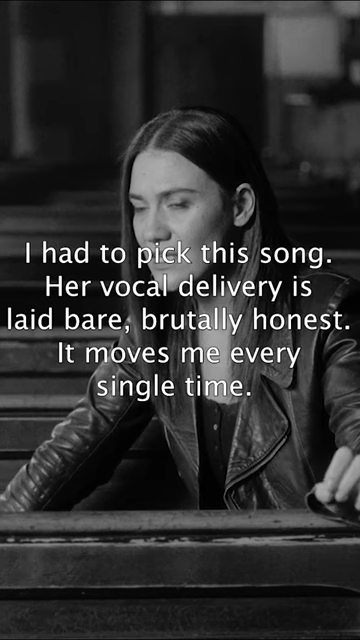 I had to pick this song.
Her vocal delivery is
laid bare, brutally honest.
It moves me every
single time.